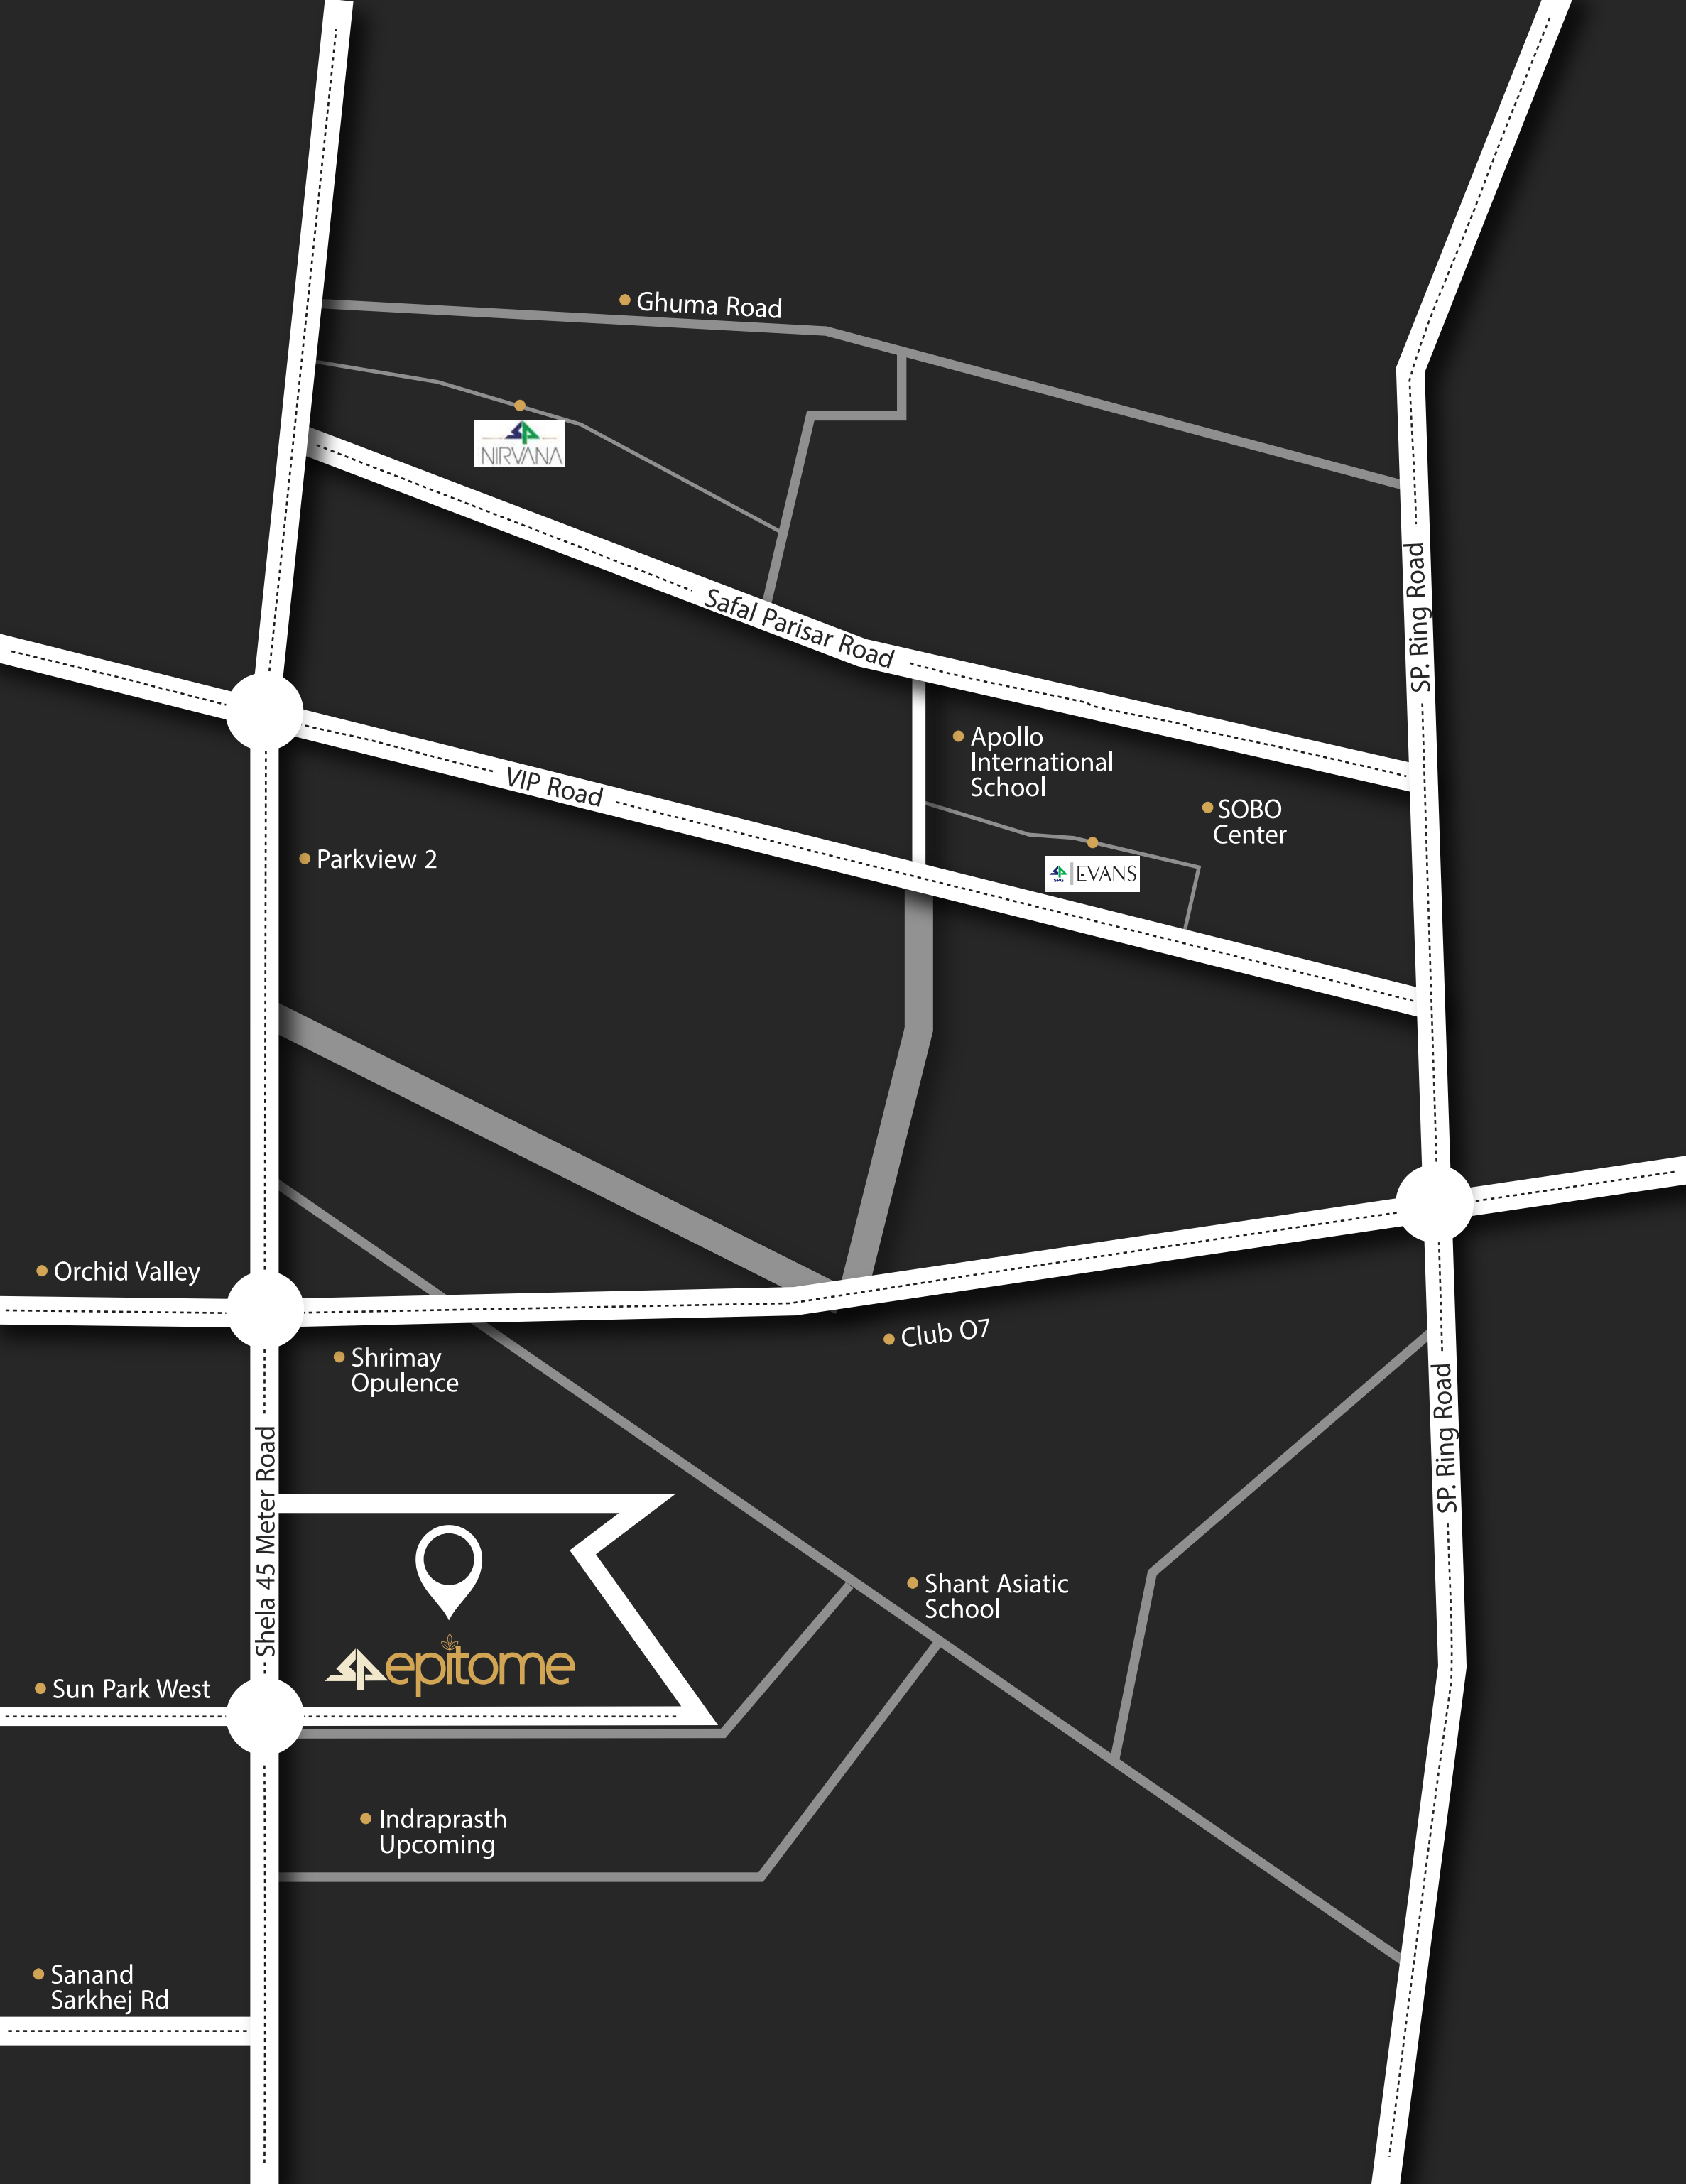 Ghuma Road
NIRVANA
SP. Ring Road
Safal Parisar Road
Apollo
International
School
VIP Road
SOBO
Center
Parkview 2
SPG
EVANS
Orchid Valley
Club O7
Shrimay
Opulence
SP. Ring Road
Shela 45 Meter Road
Shant Asiatic
School
epitome
Sun Park West
Indraprasth
Upcoming
Sanand
Sarkhej Rd